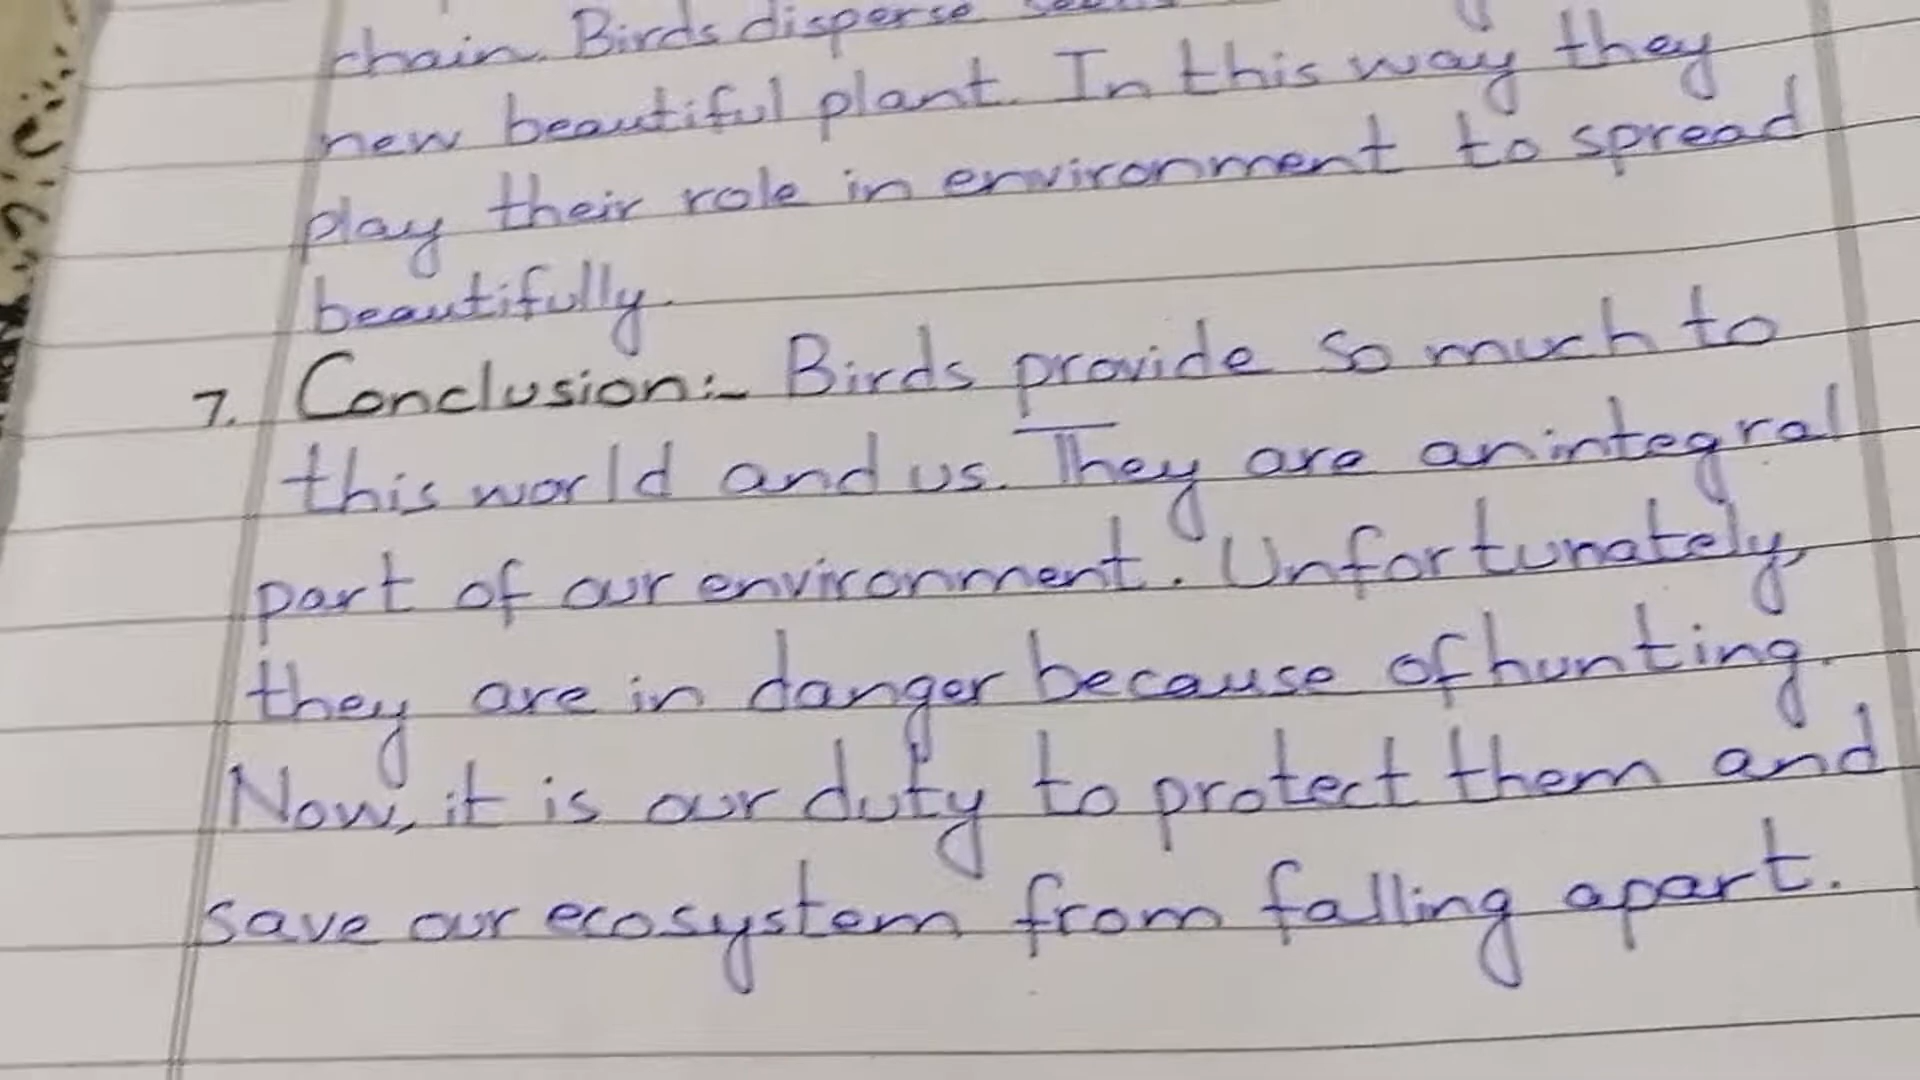 chain. Birds disperse
new beautiful plant. In this way they
play their role in environment to spread
beautifully.
7. Conclusion:- Birds provide so much to
this world and us. They are an integral
part of our environment. Unfortunately,
they are in danger because of hunting.
Now, it is our duty to protect them and
save our ecosystem from falling apart.